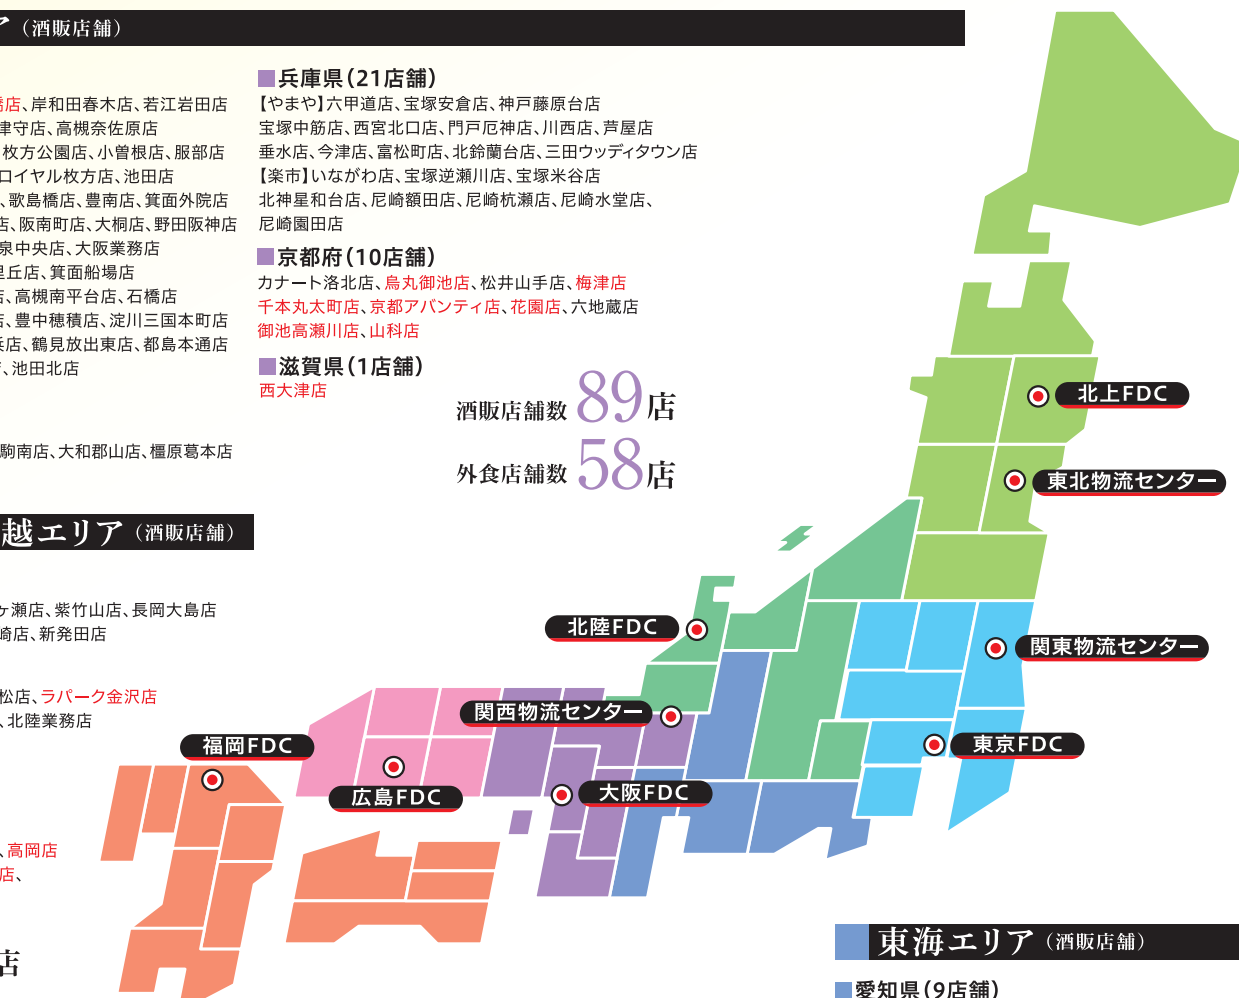 （酒販店舗）
店、岸和田春木店、若江岩田店
津守店、高槻奈佐原店
枚方公園店、小曽根店、服部店
ロイヤル枚方店、池田店
、歌島橋店、豊南店、箕面外院店
店、阪南町店、大桐店、野田阪神店
泉中央店、大阪業務店
里丘店、箕面船場店
店、高槻南平台店、石橋店
店、豊中穂積店、淀川三国本町店
店、鶴見放出東店、都島本通店
、池田北店
駒南店、大和郡山店、橿原葛本店
兵庫県（21店舗）
【やまや】六甲道店、宝塚安倉店、神戸藤原台店
宝塚中筋店、西宮北口店、門戸厄神店、川西店、芦屋店
垂水店、今津店、富松町店、北鈴蘭台店、三田ウッディタウン店
【楽市】いながわ店、宝塚逆瀬川店、宝塚米谷店
北神星和台店、尼崎額田店、尼崎杭瀬店、尼崎水堂店、
尼崎園田店
京都府（10店舗）
カナート洛北店、烏丸御池店、松井山手店、梅津店
千本丸太町店、京都アバンティ店、花園店、六地蔵店
御池高瀬川店、山科店
滋賀県（1店舗）
西大津店
酒販店舗数 89店
外食店舗数 58店
越エリア（酒販店舗）
ヶ瀬店、紫竹山店、長岡大島店
崎店、新発田店
松店、ラパーク金沢店
、北陸業務店
、高岡店
店、
店
北上FDC
東北物流センター
北陸FDC
関東物流センター
関西物流センター
東京FDC
福岡FDC
広島FDC
大阪FDC
東海エリア（酒販店舗）
愛知県（9店舗）